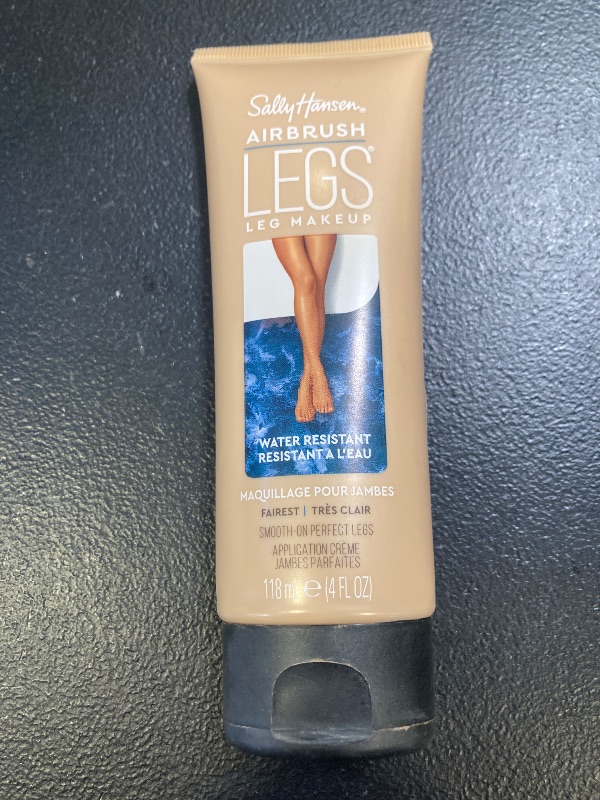 Sally Hansen®
AIRBRUSH
LEGS®
LEG MAKEUP
WATER RESISTANT
RESISTANT A L'EAU
MAQUILLAGE POUR JAMBES
FAIREST | TRÈS CLAIR
SMOOTH-ON PERFECT LEGS
APPLICATION CRÈME
JAMBES PARFAITES
118 mL ℮ (4 FL OZ)